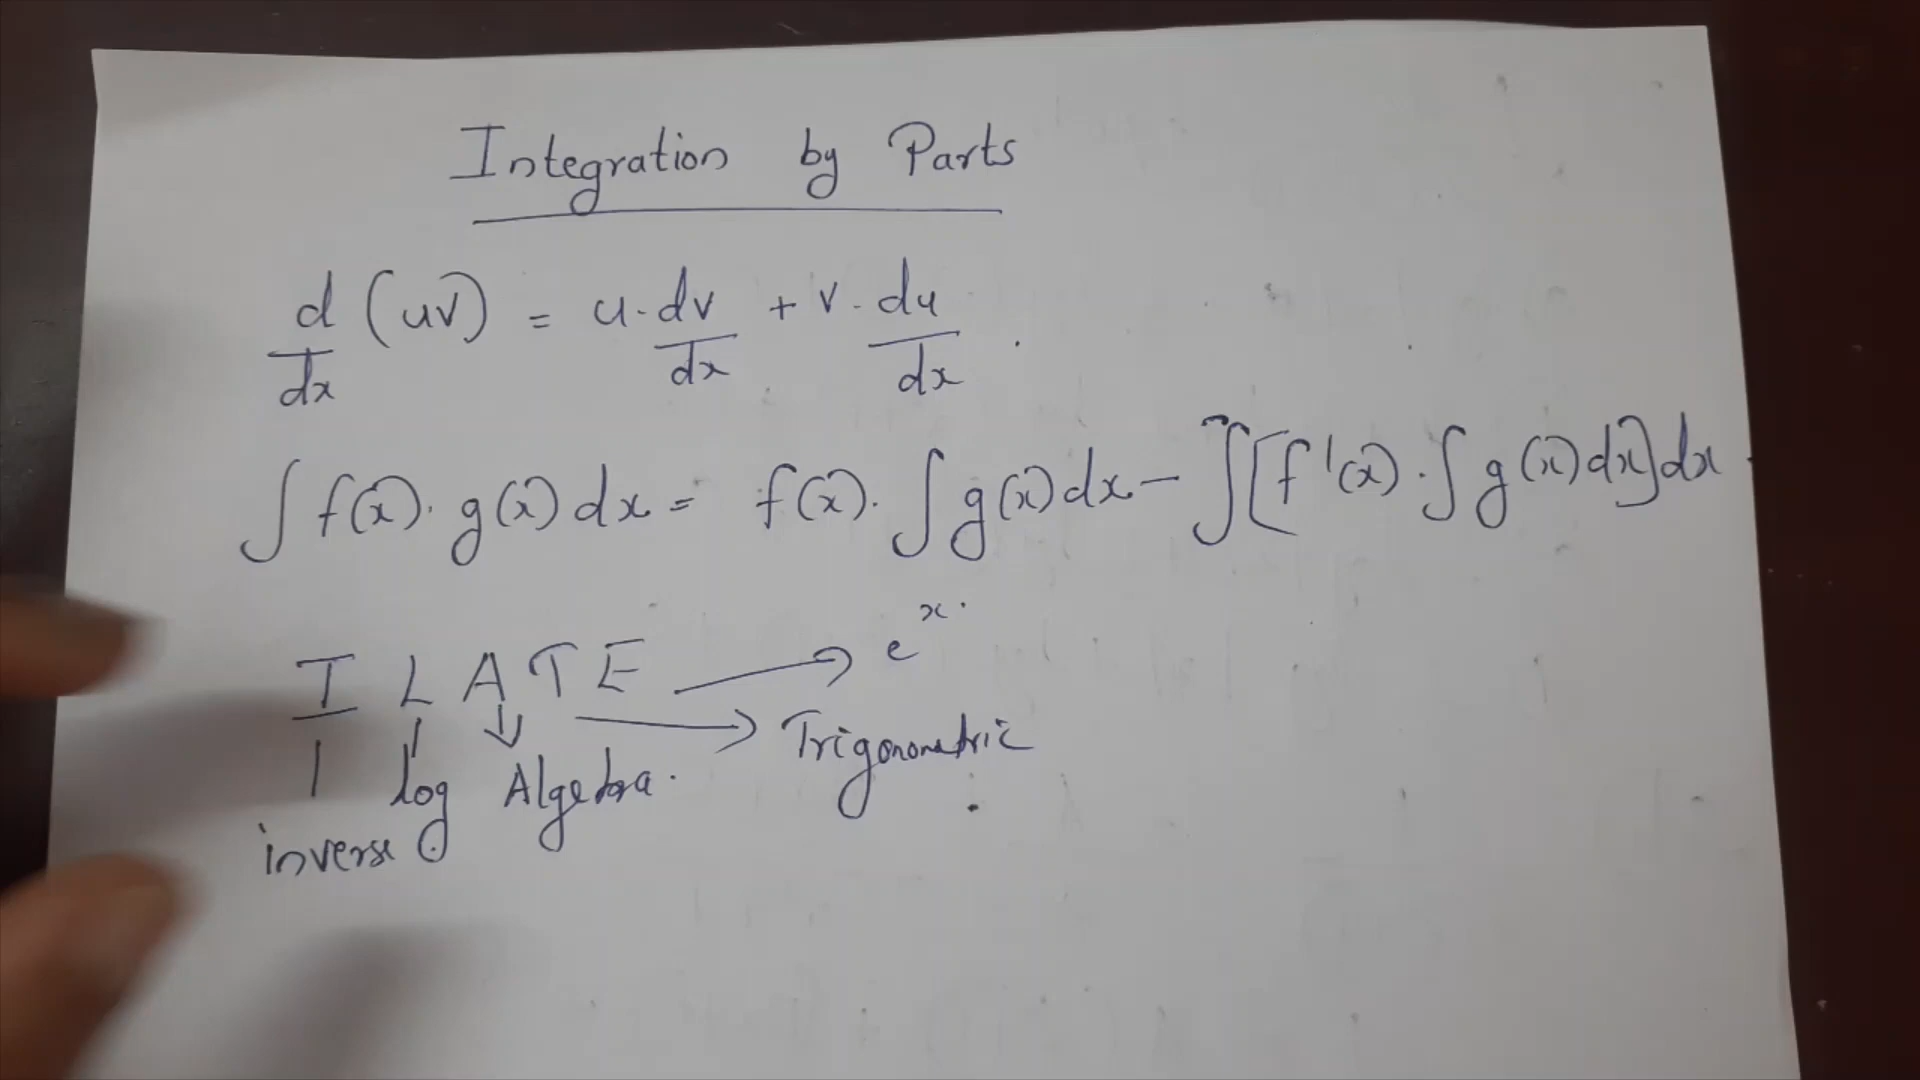 Integration by Parts
d/dx (uv) = u. dv/dx + v. du/dx .
∫ f(x). g(x) dx = f(x). ∫ g(x) dx - ∫ [f'(x). ∫ g(x) dx] dx .
I L A T E → e^x.
inverse log Algebra. Trigonometric